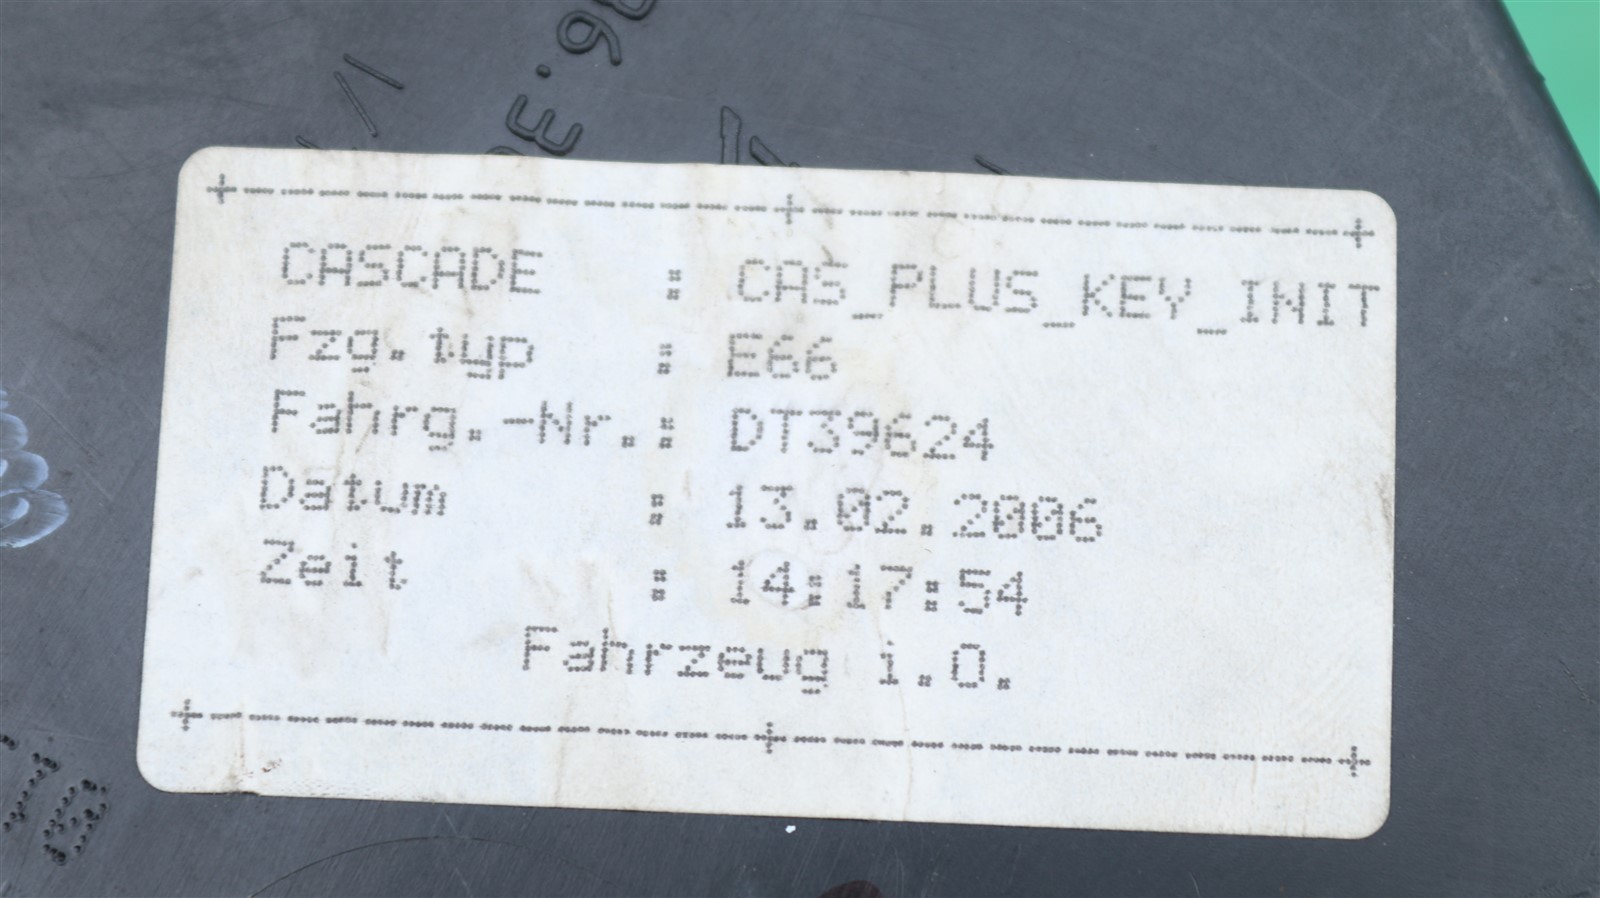 CASCADE : CAS_PLUS_KEY_INIT
Fzg.typ : E66
Fahrg.-Nr.: DT39624
Datum : 13.02.2006
Zeit : 14:17:54
Fahrzeug i.O.